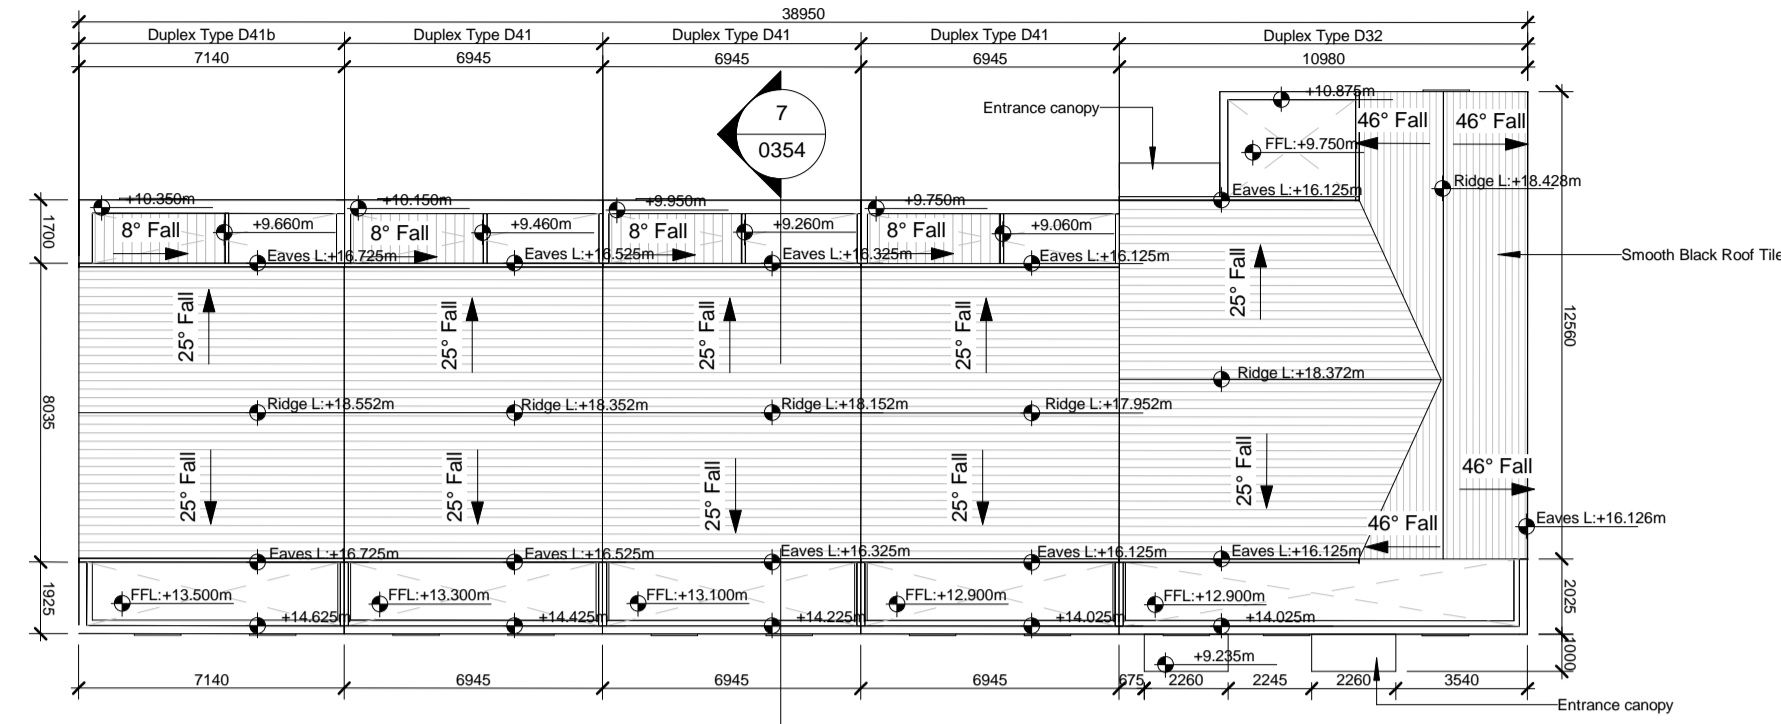 38950
Duplex Type D41b
Duplex Type D41
Duplex Type D41
Duplex Type D41
Duplex Type D32
7140
6945
6945
6945
10980
7
0354
Entrance canopy
+10.875m
46° Fall
46° Fall
FFL:+9.750m
Eaves L:+16.125m
Ridge L:+18.428m
+10.350m
+10.150m
+9.950m
+9.750m
1700
8° Fall
+9.660m
8° Fall
+9.460m
8° Fall
+9.260m
8° Fall
+9.060m
Eaves L:+16.725m
Eaves L:+16.525m
Eaves L:+16.325m
Eaves L:+16.125m
Smooth Black Roof Tile
25° Fall
25° Fall
25° Fall
25° Fall
25° Fall
12560
Ridge L:+18.372m
8035
Ridge L:+18.552m
Ridge L:+18.352m
Ridge L:+18.152m
Ridge L:+17.952m
25° Fall
25° Fall
25° Fall
25° Fall
25° Fall
46° Fall
46° Fall
Eaves L:+16.126m
Eaves L:+16.725m
Eaves L:+16.525m
Eaves L:+16.325m
Eaves L:+16.125m
Eaves L:+16.125m
1925
FFL:+13.500m
FFL:+13.300m
FFL:+13.100m
FFL:+12.900m
FFL:+12.900m
2025
+14.625m
+14.425m
+14.225m
+14.025m
+14.025m
1000
+9.235m
7140
6945
6945
6945
675
2260
2245
2260
3540
Entrance canopy